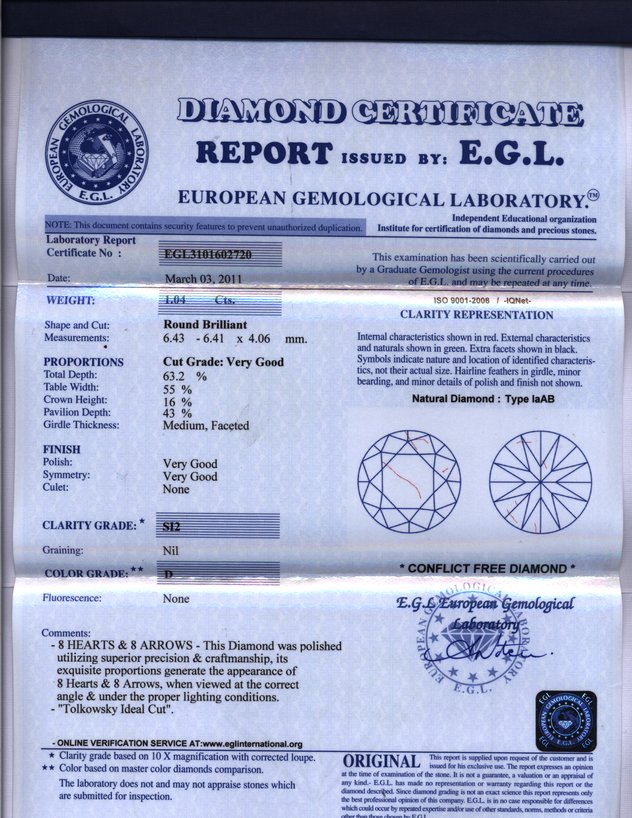 EUROPEAN GEMOLOGICAL LABORATORY
E.G.L.
DIAMOND CERTIFICATE
REPORT ISSUED BY: E.G.L.
EUROPEAN GEMOLOGICAL LABORATORY.™
Independent Educational organization
Institute for certification of diamonds and precious stones.
NOTE: This document contains security features to prevent unauthorized duplication.
Laboratory Report
Certificate No : EGL3101602720
Date: March 03, 2011
WEIGHT: 1.04 Cts.
Shape and Cut: Round Brilliant
Measurements: 6.43 - 6.41 x 4.06 mm.
PROPORTIONS Cut Grade: Very Good
Total Depth: 63.2 %
Table Width: 55 %
Crown Height: 16 %
Pavilion Depth: 43 %
Girdle Thickness: Medium, Faceted
FINISH
Polish: Very Good
Symmetry: Very Good
Culet: None
CLARITY GRADE: * SI2
Graining: Nil
COLOR GRADE: ** D
Fluorescence: None
Comments:
- 8 HEARTS & 8 ARROWS - This Diamond was polished
utilizing superior precision & craftmanship, its
exquisite proportions generate the appearance of
8 Hearts & 8 Arrows, when viewed at the correct
angle & under the proper lighting conditions.
- "Tolkowsky Ideal Cut".
- ONLINE VERIFICATION SERVICE AT:www.eglinternational.org
* Clarity grade based on 10 X magnification with corrected loupe.
** Color based on master color diamonds comparison.
The laboratory does not and may not appraise stones which
are submitted for inspection.
This examination has been scientifically carried out
by a Graduate Gemologist using the current procedures
of E.G.L. and may be repeated at any time.
ISO 9001-2008 / -IQNet-
CLARITY REPRESENTATION
Internal characteristics shown in red. External characteristics
and naturals shown in green. Extra facets shown in black.
Symbols indicate nature and location of identified characteris-
tics, not their actual size. Hairline feathers in girdle, minor
bearding, and minor details of polish and finish not shown.
Natural Diamond : Type IaAB
* CONFLICT FREE DIAMOND *
E.G.L European Gemological
Laboratory
EUROPEAN GEMOLOGICAL LABOR
E.G.L.
EGL EGL
EUROPEAN GEMOLOGICAL LABORATORY
EGL EGL
ORIGINAL This report is supplied upon request of the customer and is
issued for his exclusive use. The report expresses an opinion
at the time of examination of the stone. It is not a guarantee, a valuation or an appraisal of
any kind.- E.G.L. has made no representation or warranty regarding this report or the
diamond described. Since diamond grading is not an exact science this report represents only
the best professional opinion of this company. E.G.L. is in no case responsible for differences
which could occur by repeated expertise and/or use of other standards, norms, methods or criteria
other than those chosen by E.G.L.